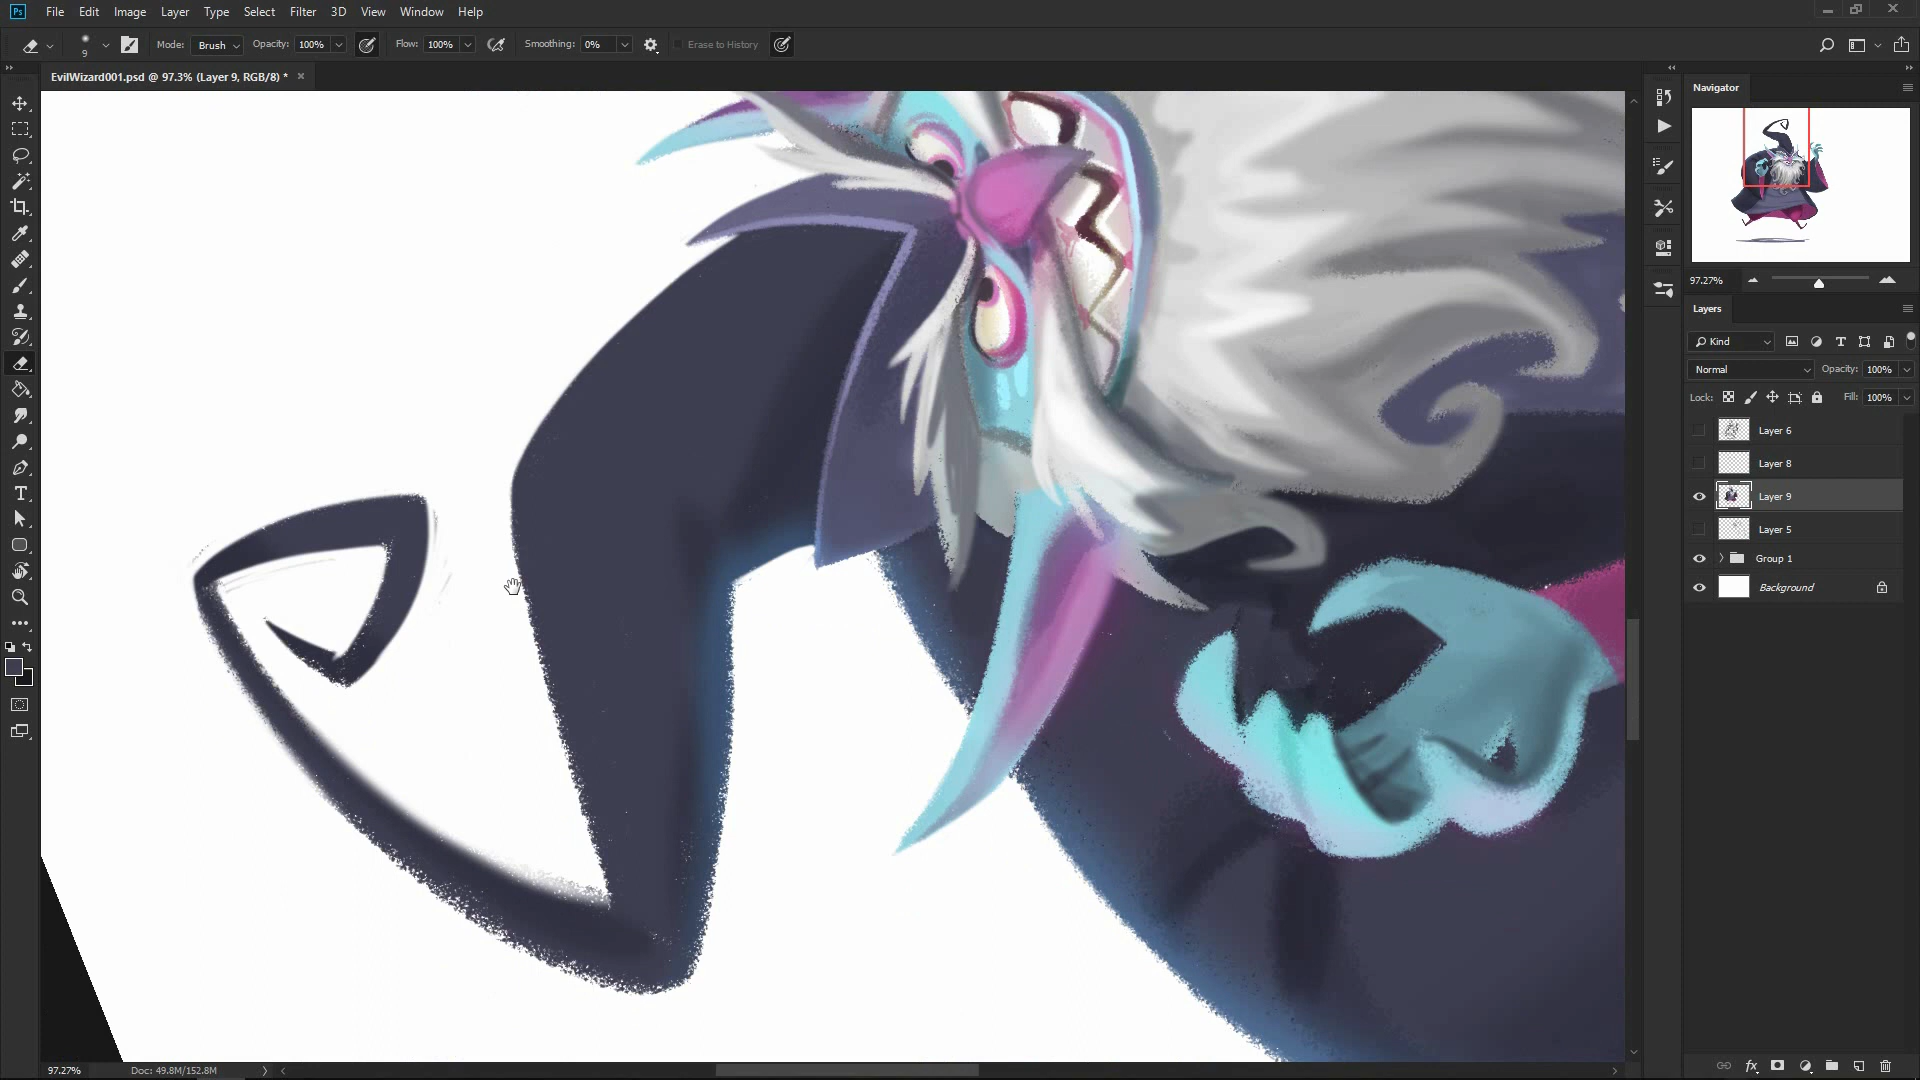 Ps File Edit Image Layer Type Select Filter 3D View Window Help
9 Mode: Brush Opacity: 100% Flow: 100% Smoothing: 0% Erase to History
EvilWizard001.psd @ 97.3% (Layer 9, RGB/8) *
Navigator
97.27%
Layers
Kind
Normal Opacity: 100%
Lock: Fill: 100%
Layer 6
Layer 8
Layer 9
Layer 5
Group 1
Background
97.27% Doc: 49.8M/152.8M